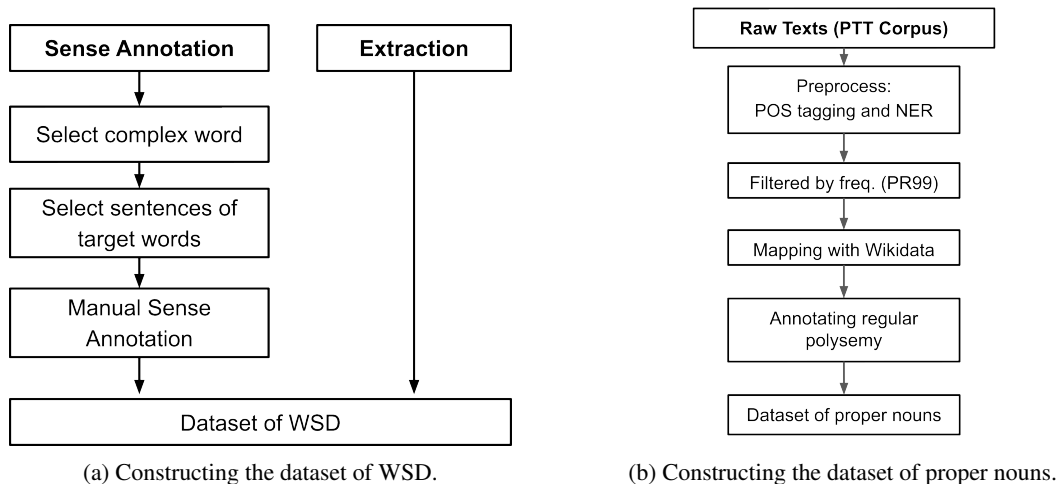 Sense Annotation
Extraction
Select complex word
Select sentences of
target words
Manual Sense
Annotation
Dataset of WSD
(a) Constructing the dataset of WSD.
Raw Texts (PTT Corpus)
Preprocess:
POS tagging and NER
Filtered by freq. (PR99)
Mapping with Wikidata
Annotating regular
polysemy
Dataset of proper nouns
(b) Constructing the dataset of proper nouns.